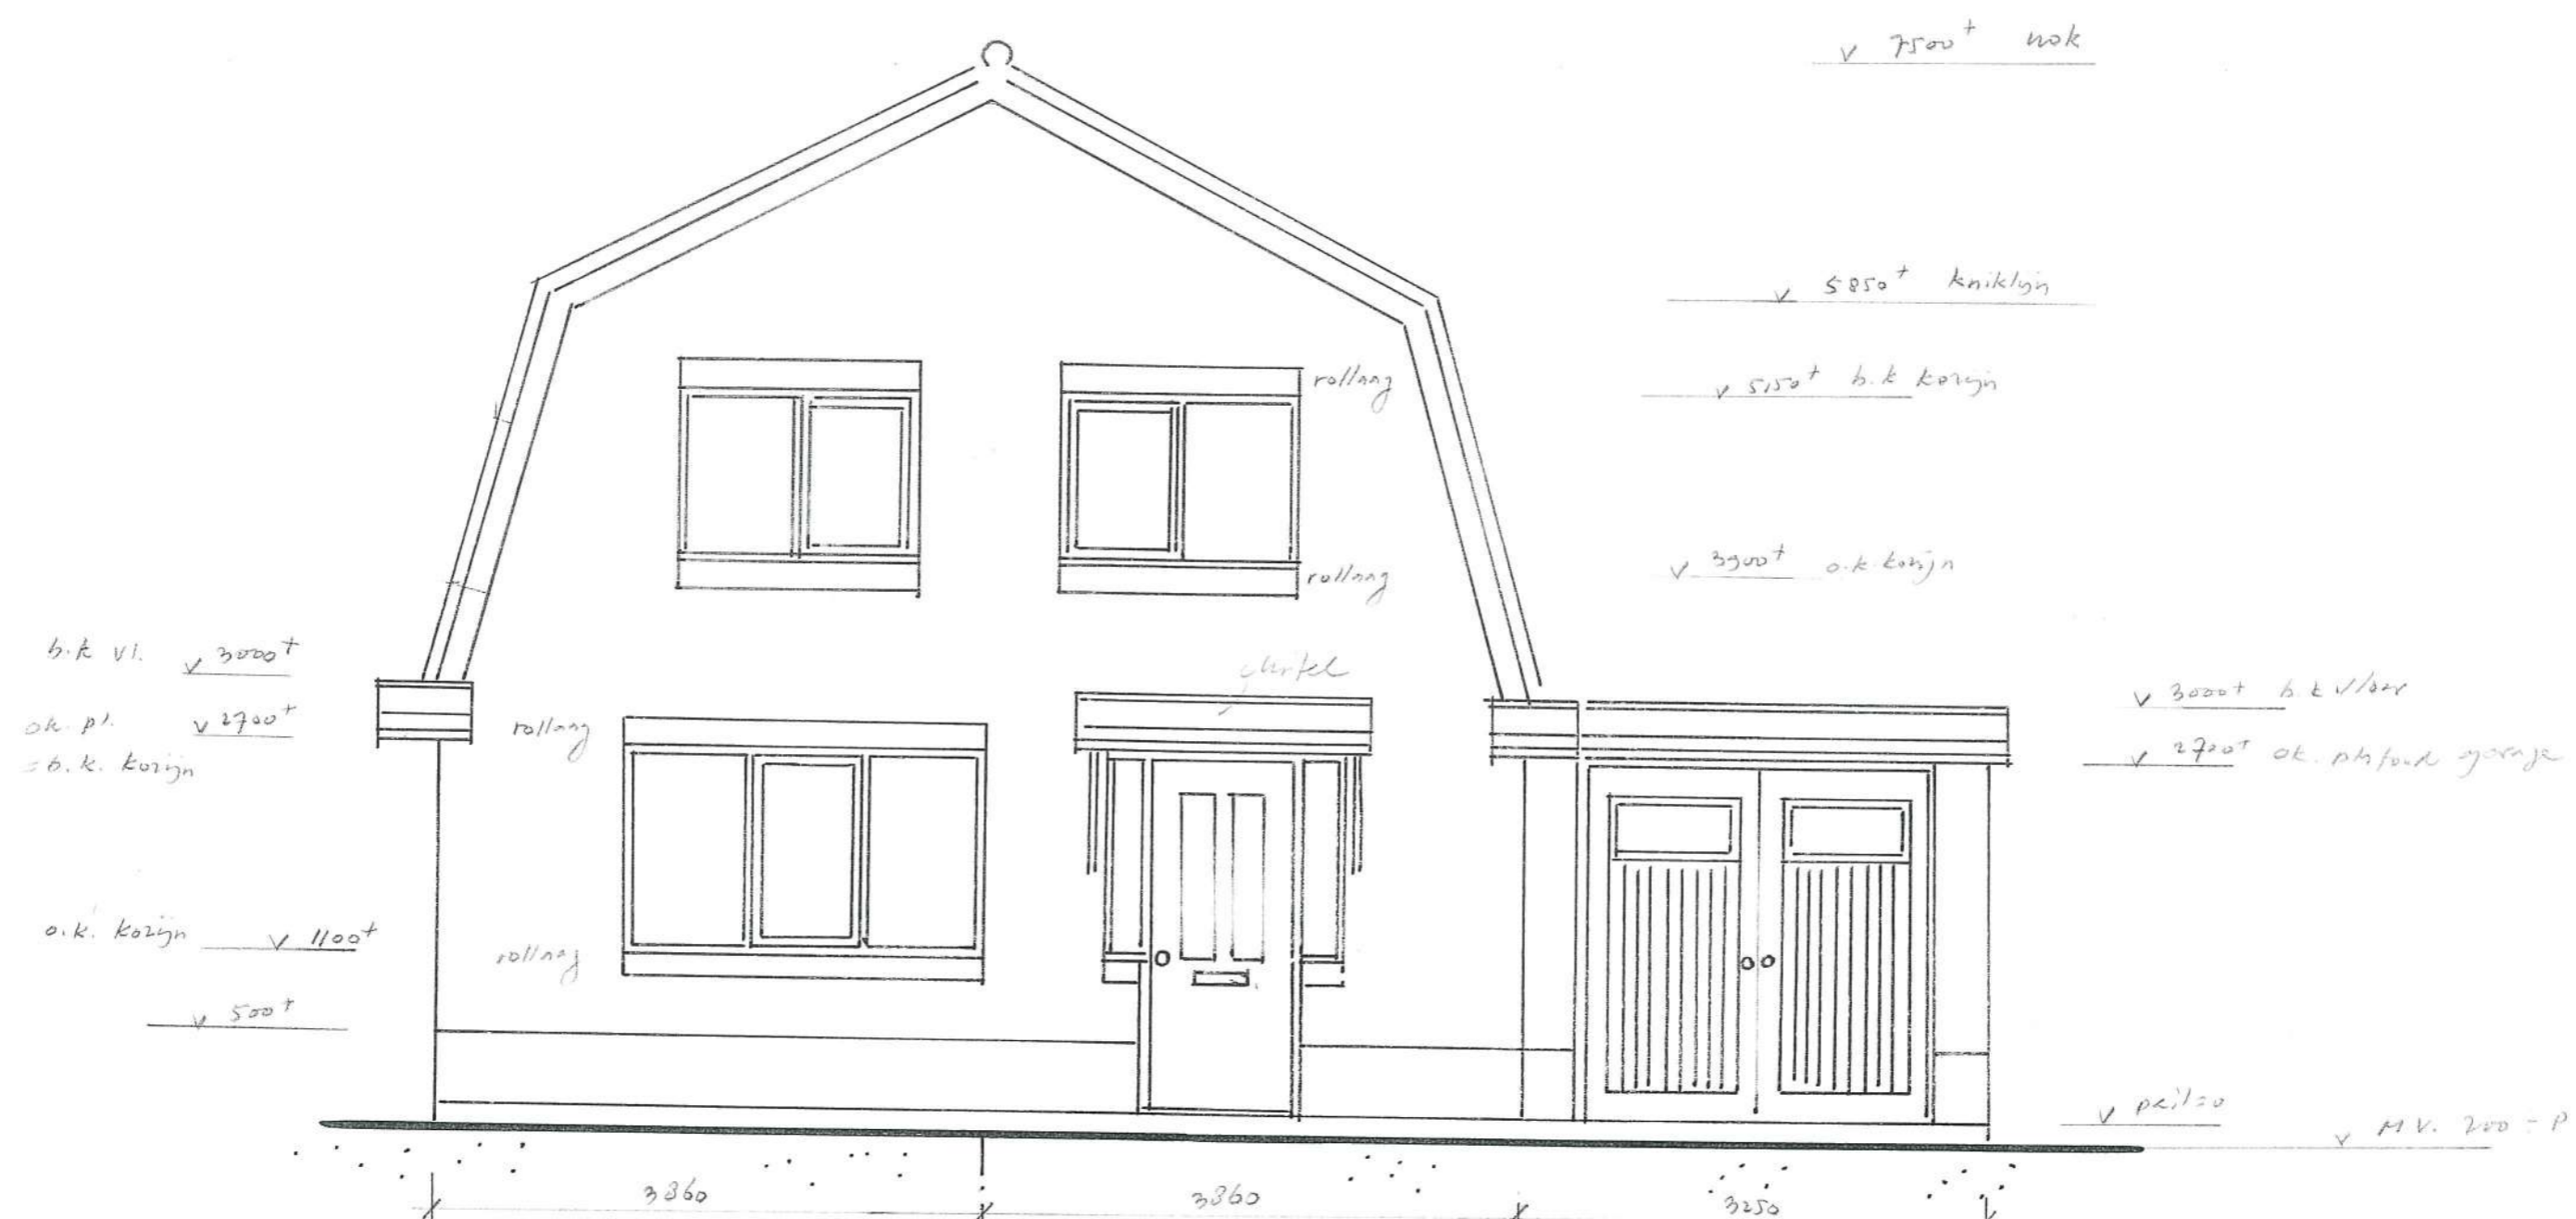 v 7500+ nok
v 5850+ kniklijn
rollaag
v 5150+ b.k kozijn
v 3900+ o.k. kozijn
rollaag
b.k vl. v 3000+
v 3000+ b.k vloer
ok. pl. v 2700+
rollaag
= b.k. kozijn
v 2700+ ok. plafond garage
o.k. kozijn v 1100+
rollaag
v 500+
v peil=0
v M.V. 200 - P
3860 3860 3250